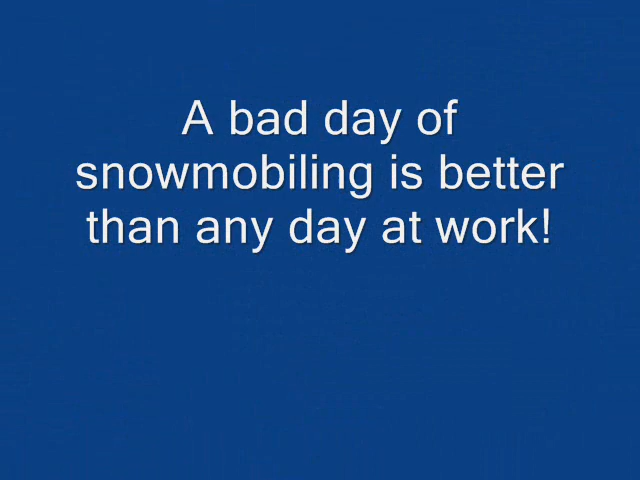 A bad day of
snowmobiling is better
than any day at work!